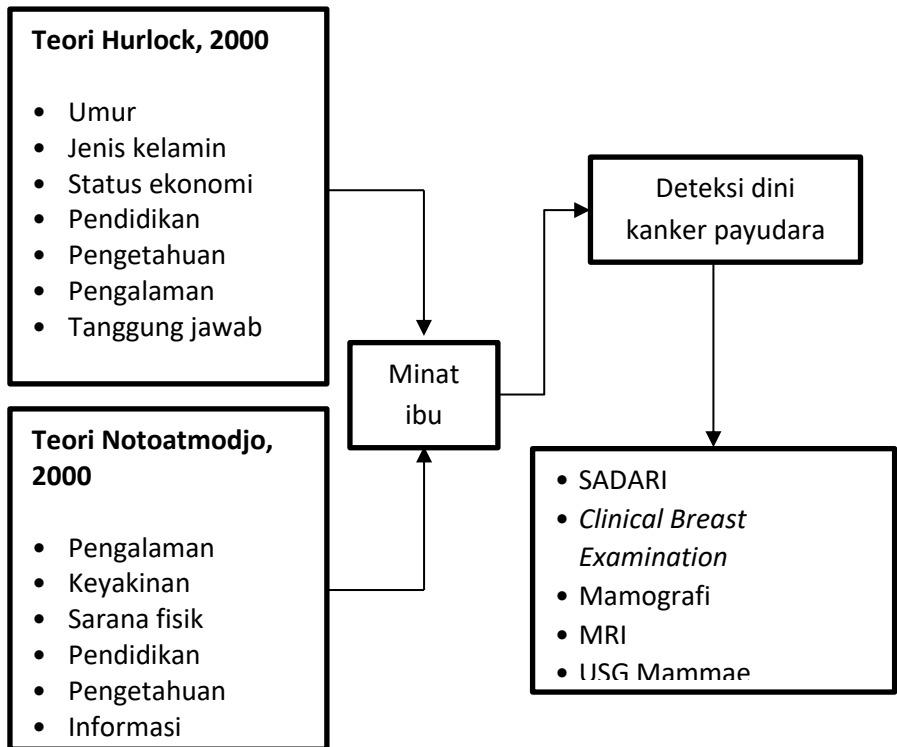 Teori Hurlock, 2000
• Umur
• Jenis kelamin
• Status ekonomi
• Pendidikan
• Pengetahuan
• Pengalaman
• Tanggung jawab
Teori Notoatmodjo,
2000
• Pengalaman
• Keyakinan
• Sarana fisik
• Pendidikan
• Pengetahuan
• Informasi
Minat
ibu
Deteksi dini
kanker payudara
• SADARI
• Clinical Breast
Examination
• Mamografi
• MRI
• USG Mammae